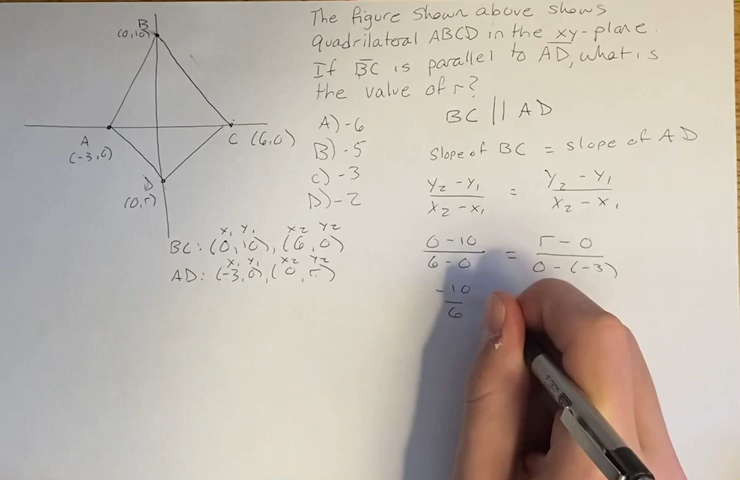 The figure shown above shows
quadrilateral ABCD in the xy-plane.
If BC is parallel to AD, what is
the value of r?
A) -6
B) -5
C) -3
D) -2
B
(0,10)
A
(-3,0)
C (6,0)
D
(0,r)
X₁ Y₁ X₂ Y₂
BC: (0,10), (6,0)
X₁ Y₁ X₂ Y₂
AD: (-3,0), (0,r)
BC || AD
Slope of BC = slope of AD
Y₂ - Y₁ / X₂ - X₁ = Y₂ - Y₁ / X₂ - X₁
0 - 10 / 6 - 0 = r - 0 / 0 - (-3)
-10 / 6